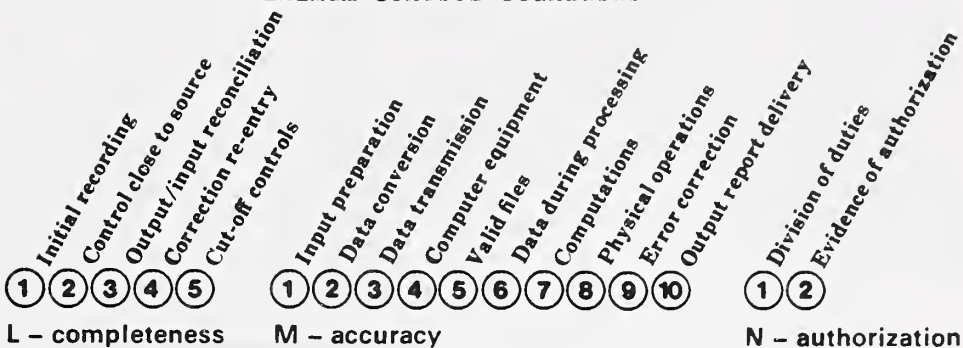 Initial recording
Control close to source
Output/input reconciliation
Correction re-entry
Cut-off controls
1 2 3 4 5
L – completeness
Input preparation
Data conversion
Data transmission
Computer equipment
Valid files
Data during processing
Computations
Physical operations
Error correction
Output report delivery
1 2 3 4 5 6 7 8 9 10
M – accuracy
Division of duties
Evidence of authorization
1 2
N – authorization